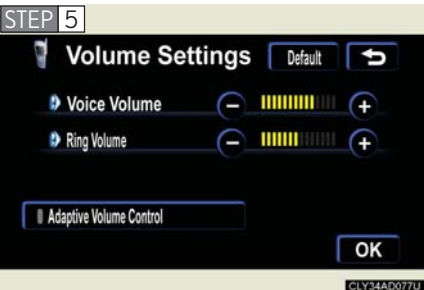 STEP 5
Volume Settings Default
Voice Volume − +
Ring Volume − +
Adaptive Volume Control
OK
CLY34AD077U